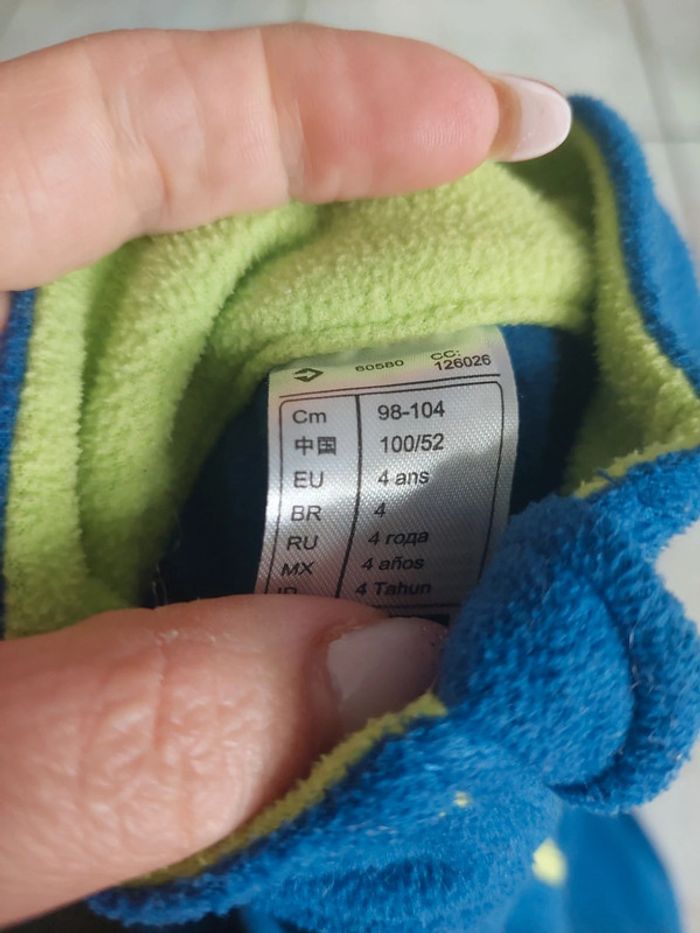 60580 CC: 126026
Cm 98-104
中国 100/52
EU 4 ans
BR 4
RU 4 года
MX 4 años
4 Tahun